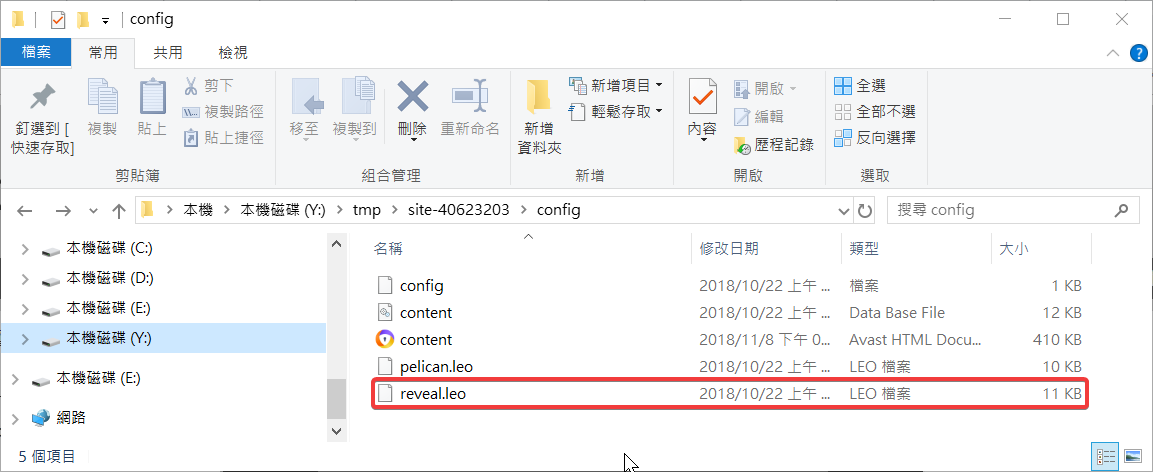 config
檔案 常用 共用 檢視
釘選到 [
快速存取]
複製
貼上
剪下
複製路徑
貼上捷徑
剪貼簿
移至
複製到
刪除
重新命名
組合管理
新增
資料夾
新增項目
輕鬆存取
新增
內容
開啟
編輯
歷程記錄
開啟
全選
全部不選
反向選擇
選取
本機 本機磁碟 (Y:) tmp site-40623203 config
搜尋 config
本機磁碟 (C:)
本機磁碟 (D:)
本機磁碟 (E:)
本機磁碟 (Y:)
本機磁碟 (E:)
網路
名稱 修改日期 類型 大小
config 2018/10/22 上午 ... 檔案 1 KB
content 2018/10/22 上午 ... Data Base File 12 KB
content 2018/11/8 下午 0... Avast HTML Docu... 410 KB
pelican.leo 2018/10/22 上午 ... LEO 檔案 10 KB
reveal.leo 2018/10/22 上午 ... LEO 檔案 11 KB
5 個項目